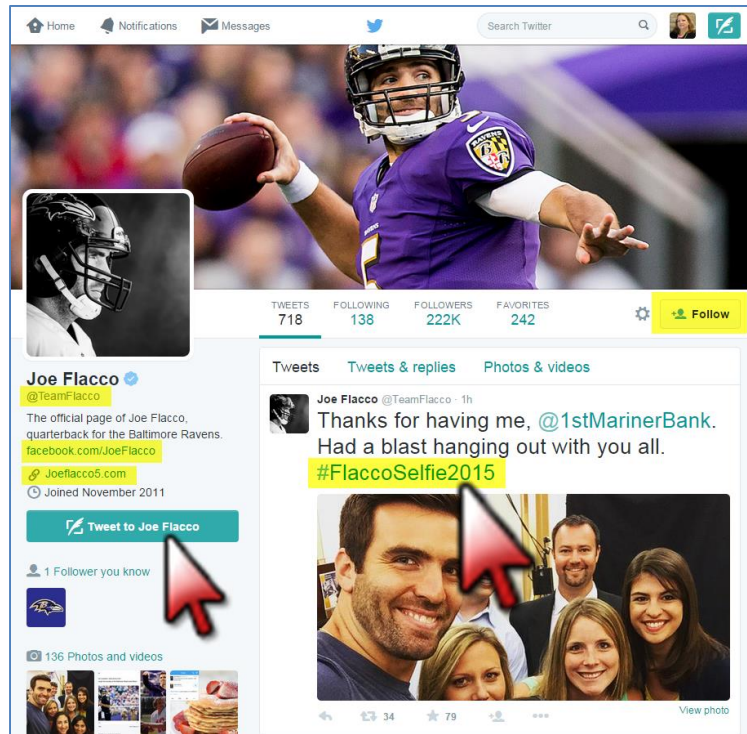 Home Notifications Messages Search Twitter
RAVENS
5
TWEETS FOLLOWING FOLLOWERS FAVORITES
718 138 222K 242
Follow
Joe Flacco
@TeamFlacco
The official page of Joe Flacco,
quarterback for the Baltimore Ravens.
facebook.com/JoeFlacco
Joeflacco5.com
Joined November 2011
Tweet to Joe Flacco
1 Follower you know
136 Photos and videos
Tweets Tweets & replies Photos & videos
Joe Flacco @TeamFlacco · 1h
Thanks for having me, @1stMarinerBank.
Had a blast hanging out with you all.
#FlaccoSelfie2015
34 79
View photo